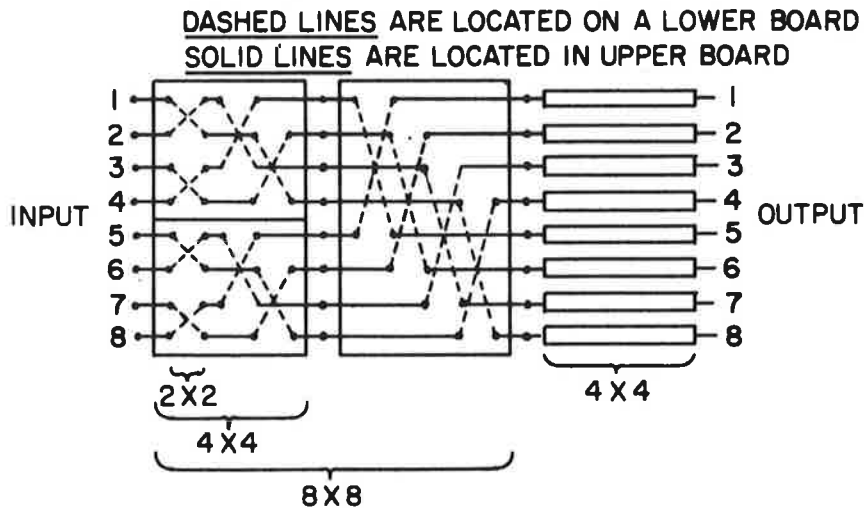 DASHED LINES ARE LOCATED ON A LOWER BOARD
SOLID LINES ARE LOCATED IN UPPER BOARD
1 1
2 2
3 3
4 4
INPUT OUTPUT
5 5
6 6
7 7
8 8
2X2 4X4
4X4
8X8